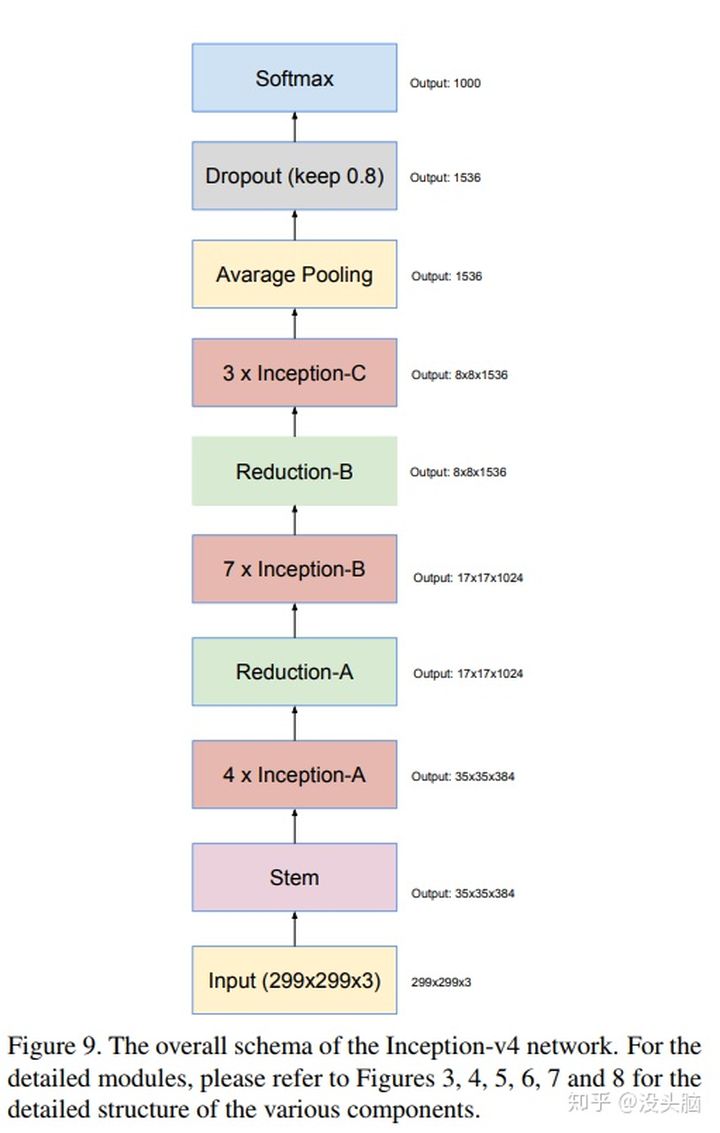 Softmax
Output: 1000
Dropout (keep 0.8)
Output: 1536
Avarage Pooling
Output: 1536
3 x Inception-C
Output: 8x8x1536
Reduction-B
Output: 8x8x1536
7 x Inception-B
Output: 17x17x1024
Reduction-A
Output: 17x17x1024
4 x Inception-A
Output: 35x35x384
Stem
Output: 35x35x384
Input (299x299x3)
299x299x3
Figure 9. The overall schema of the Inception-v4 network. For the
detailed modules, please refer to Figures 3, 4, 5, 6, 7 and 8 for the
detailed structure of the various components.
知乎 @没头脑